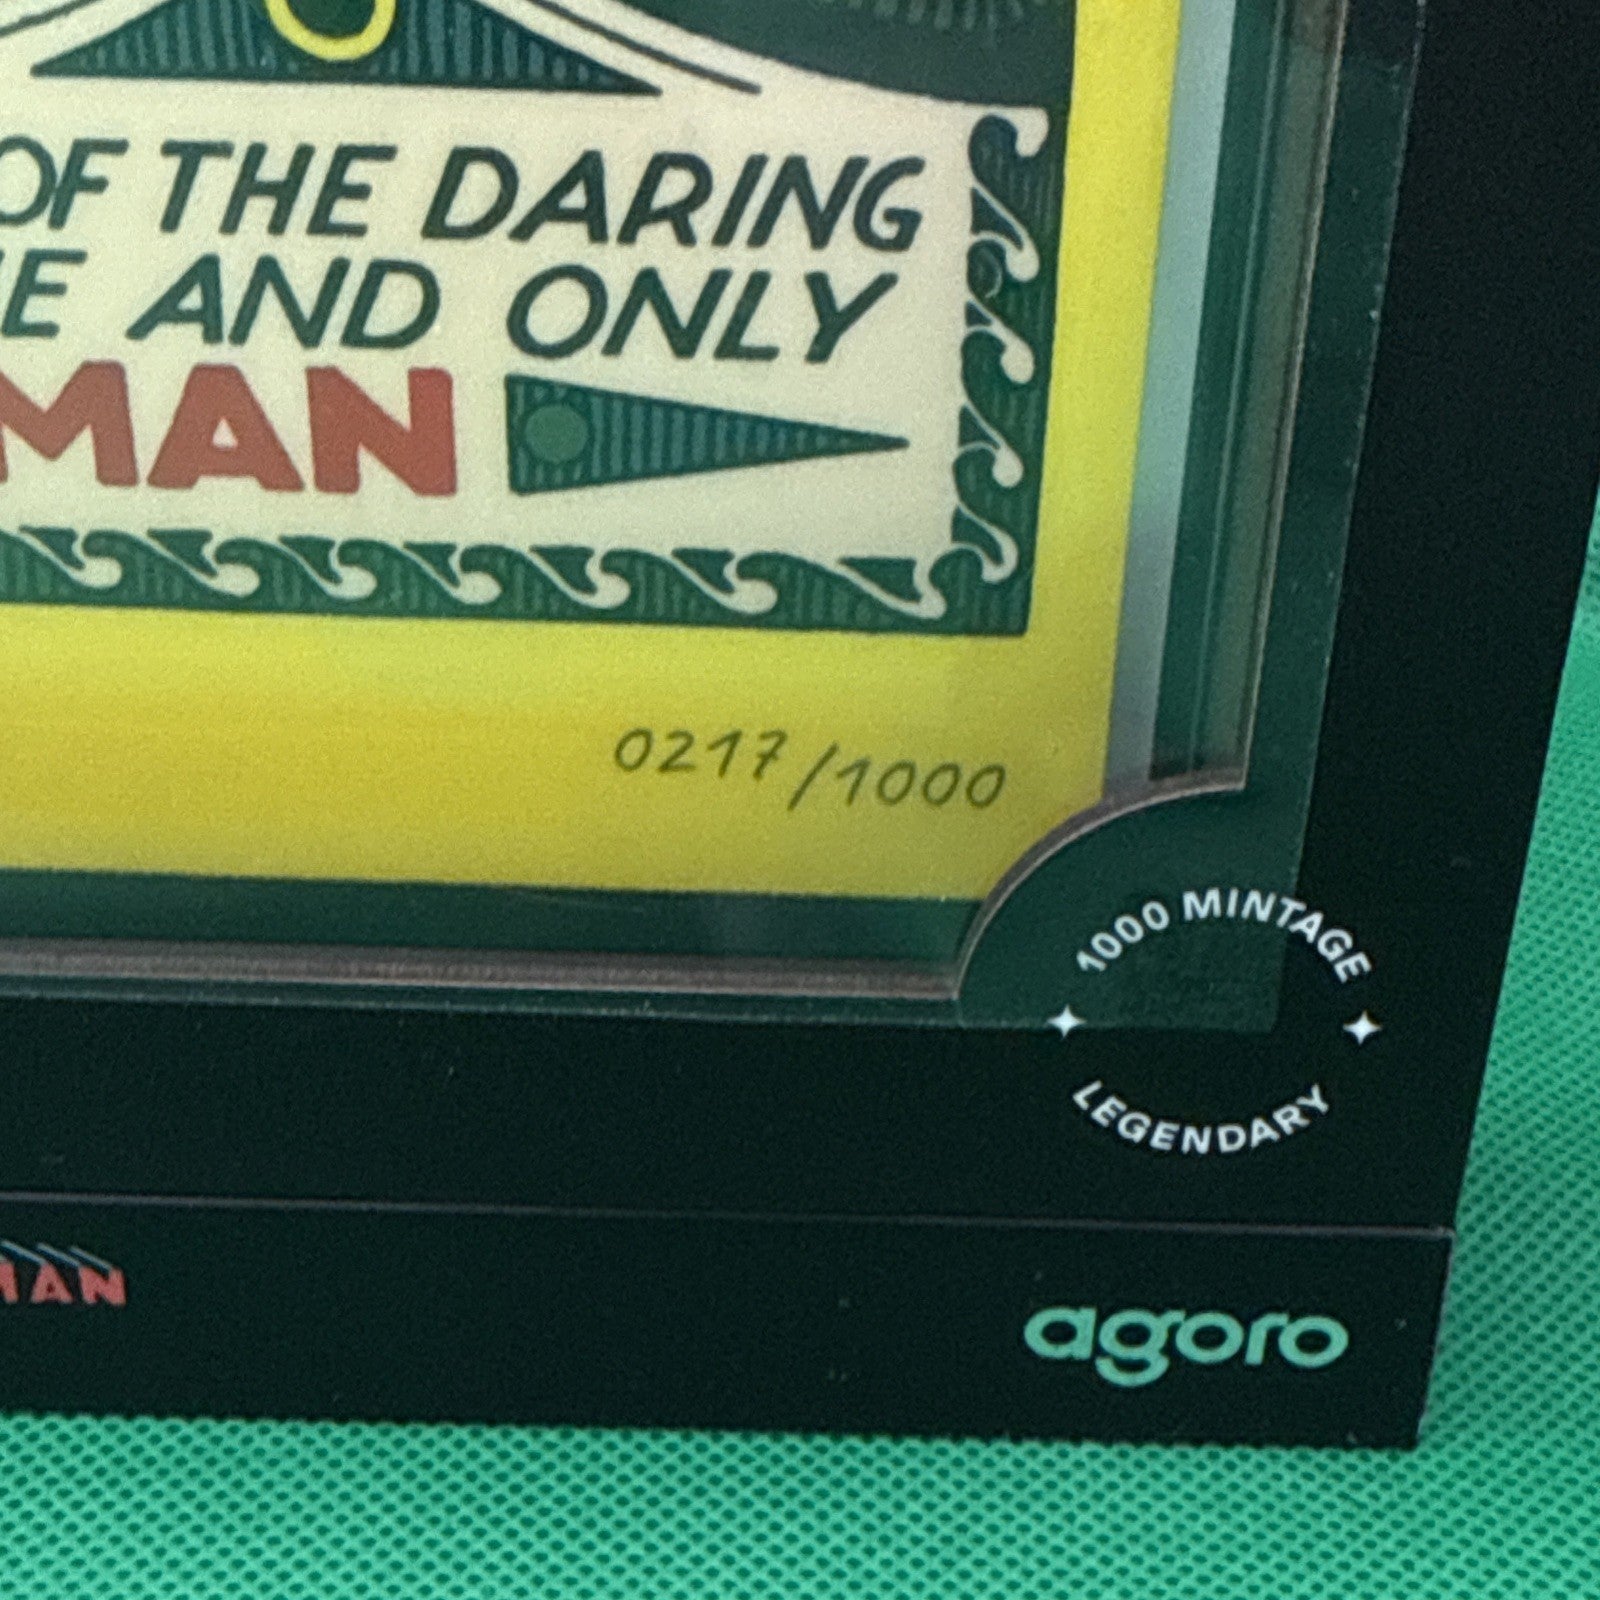 OF THE DARING
E AND ONLY
MAN
0217/1000
1000 MINTAGE
LEGENDARY
MAN
agoro